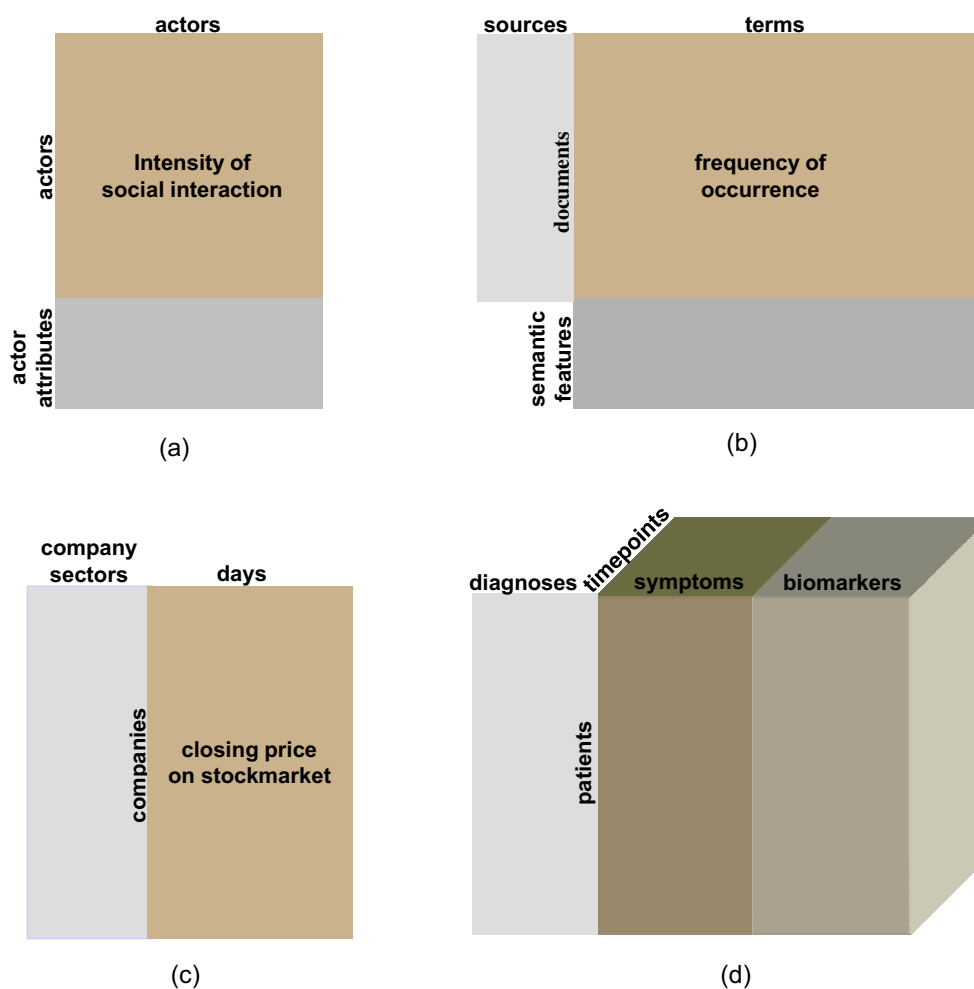 actors
actors
Intensity of
social interaction
actor
attributes
(a)
sources
terms
documents
frequency of
occurrence
semantic
features
(b)
company
sectors
days
companies
closing price
on stockmarket
(c)
diagnoses
timepoints
symptoms
biomarkers
patients
(d)